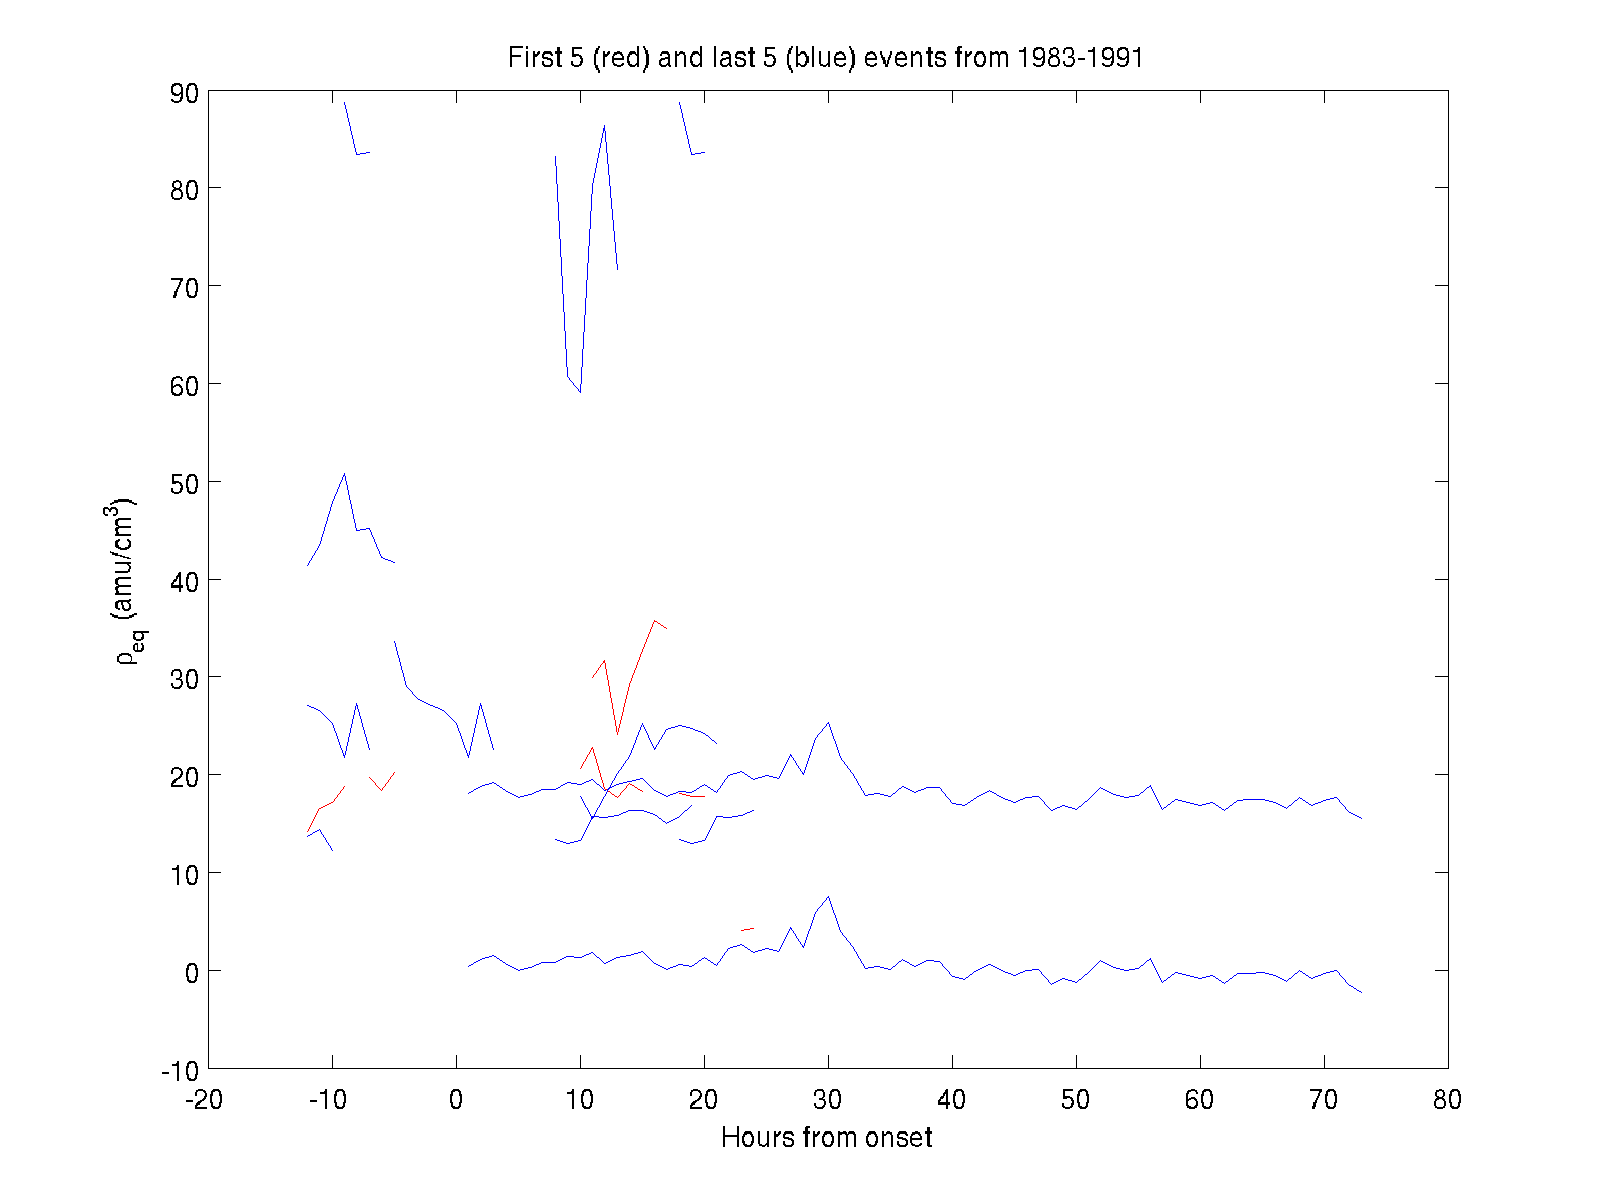 First 5 (red) and last 5 (blue) events from 1983-1991
90
80
70
60
50
40
30
20
10
0
-10
ρeq (amu/cm3)
-20 -10 0 10 20 30 40 50 60 70 80
Hours from onset